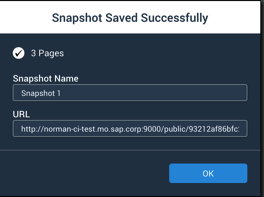 Snapshot Saved Successfully
3 Pages
Snapshot Name
Snapshot 1
URL
http://norman-ci-test.mo.sap.corp:9000/public/93212af86bfc:
OK